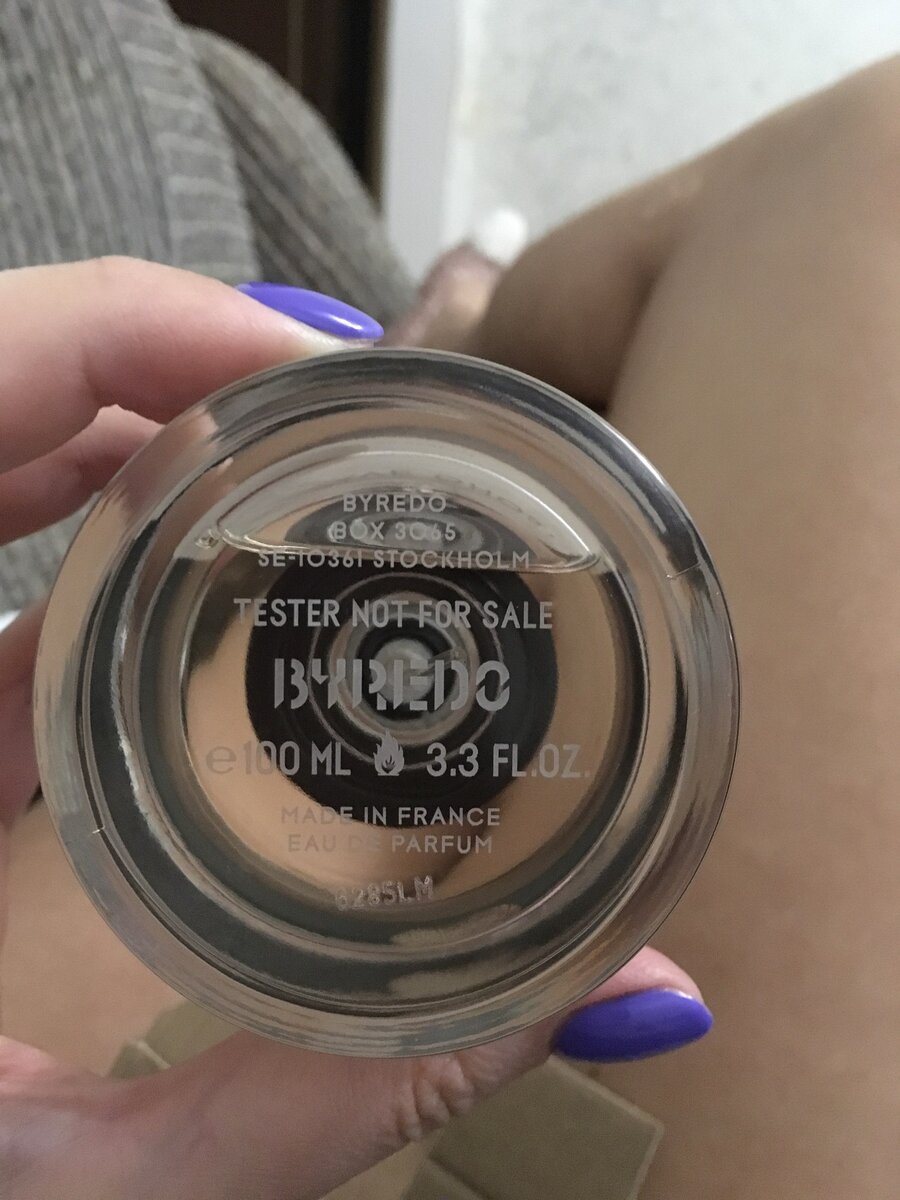 BYREDO
BOX 3065
SE-10361 STOCKHOLM
TESTER NOT FOR SALE
BYREDO
℮100 ML 3.3 FL.OZ.
MADE IN FRANCE
EAU DE PARFUM
6285LM